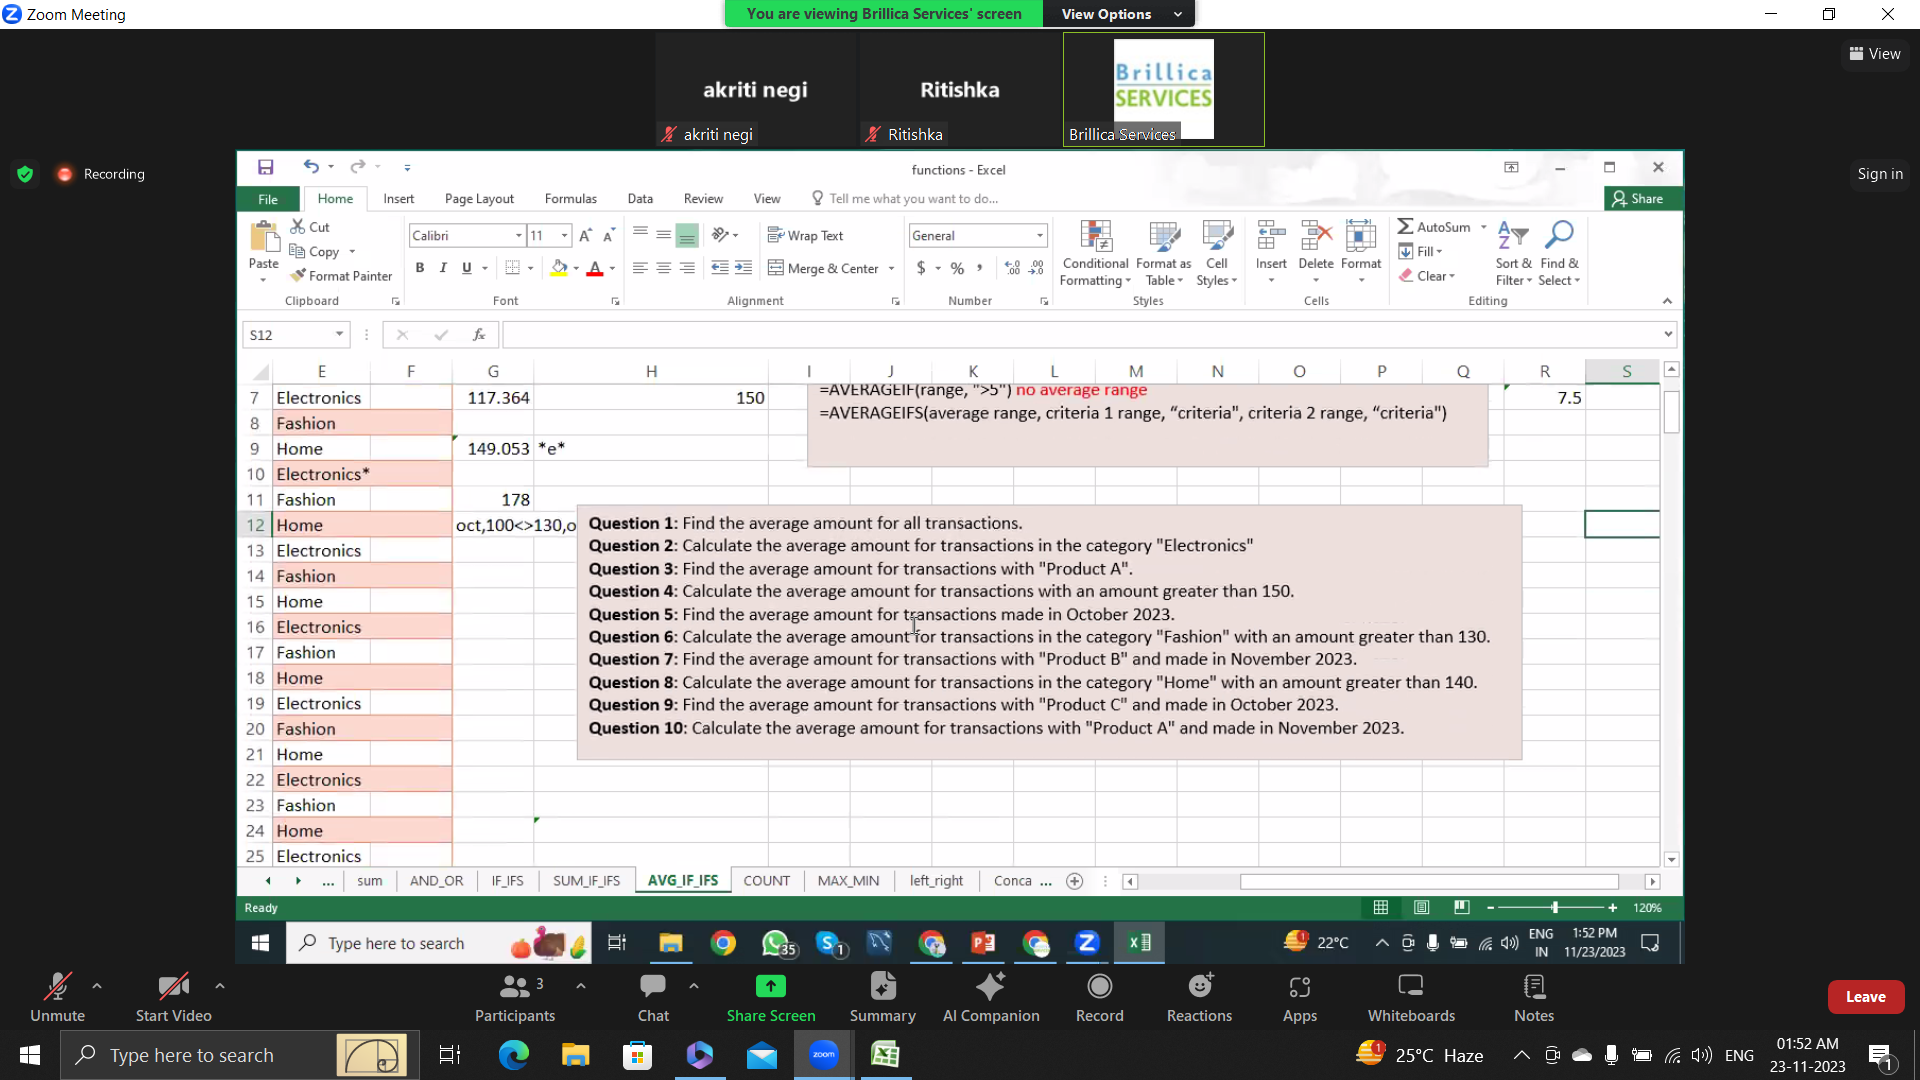 Zoom Meeting
You are viewing Brillica Services' screen
View Options
View
akriti negi
Ritishka
Brillica
SERVICES
akriti negi
Ritishka
Brillica Services
Recording
Sign in
functions - Excel
File
Home
Insert
Page Layout
Formulas
Data
Review
View
Tell me what you want to do...
Share
Paste
Cut
Copy
Format Painter
Clipboard
Calibri
11
B I U
A
Font
Wrap Text
Merge & Center
Alignment
General
$ % ,
Number
Conditional Formatting
Format as Table
Cell Styles
Styles
Insert
Delete
Format
Cells
AutoSum
Fill
Clear
Sort & Filter
Find & Select
Editing
S12
fx
E F G H I J K L M N O P Q R S
7 Electronics 117.364 150 7.5
=AVERAGEIF(range, ">5") no average range
=AVERAGEIFS(average range, criteria 1 range, “criteria", criteria 2 range, “criteria")
8 Fashion
9 Home 149.053 *e*
10 Electronics*
11 Fashion 178
12 Home oct,100<>130,o
13 Electronics
14 Fashion
15 Home
16 Electronics
17 Fashion
18 Home
19 Electronics
20 Fashion
21 Home
22 Electronics
23 Fashion
24 Home
25 Electronics
Question 1: Find the average amount for all transactions.
Question 2: Calculate the average amount for transactions in the category "Electronics"
Question 3: Find the average amount for transactions with "Product A".
Question 4: Calculate the average amount for transactions with an amount greater than 150.
Question 5: Find the average amount for transactions made in October 2023.
Question 6: Calculate the average amount for transactions in the category "Fashion" with an amount greater than 130.
Question 7: Find the average amount for transactions with "Product B" and made in November 2023.
Question 8: Calculate the average amount for transactions in the category "Home" with an amount greater than 140.
Question 9: Find the average amount for transactions with "Product C" and made in October 2023.
Question 10: Calculate the average amount for transactions with "Product A" and made in November 2023.
... sum AND_OR IF_IFS SUM_IF_IFS AVG_IF_IFS COUNT MAX_MIN left_right Conca ...
Ready
120%
Type here to search
35
1
22°C
ENG
IN
1:52 PM
11/23/2023
Unmute
Start Video
Participants
3
Chat
Share Screen
Summary
AI Companion
Record
Reactions
Apps
Whiteboards
Notes
Leave
Type here to search
zoom
1
25°C Haze
ENG
01:52 AM
23-11-2023
1